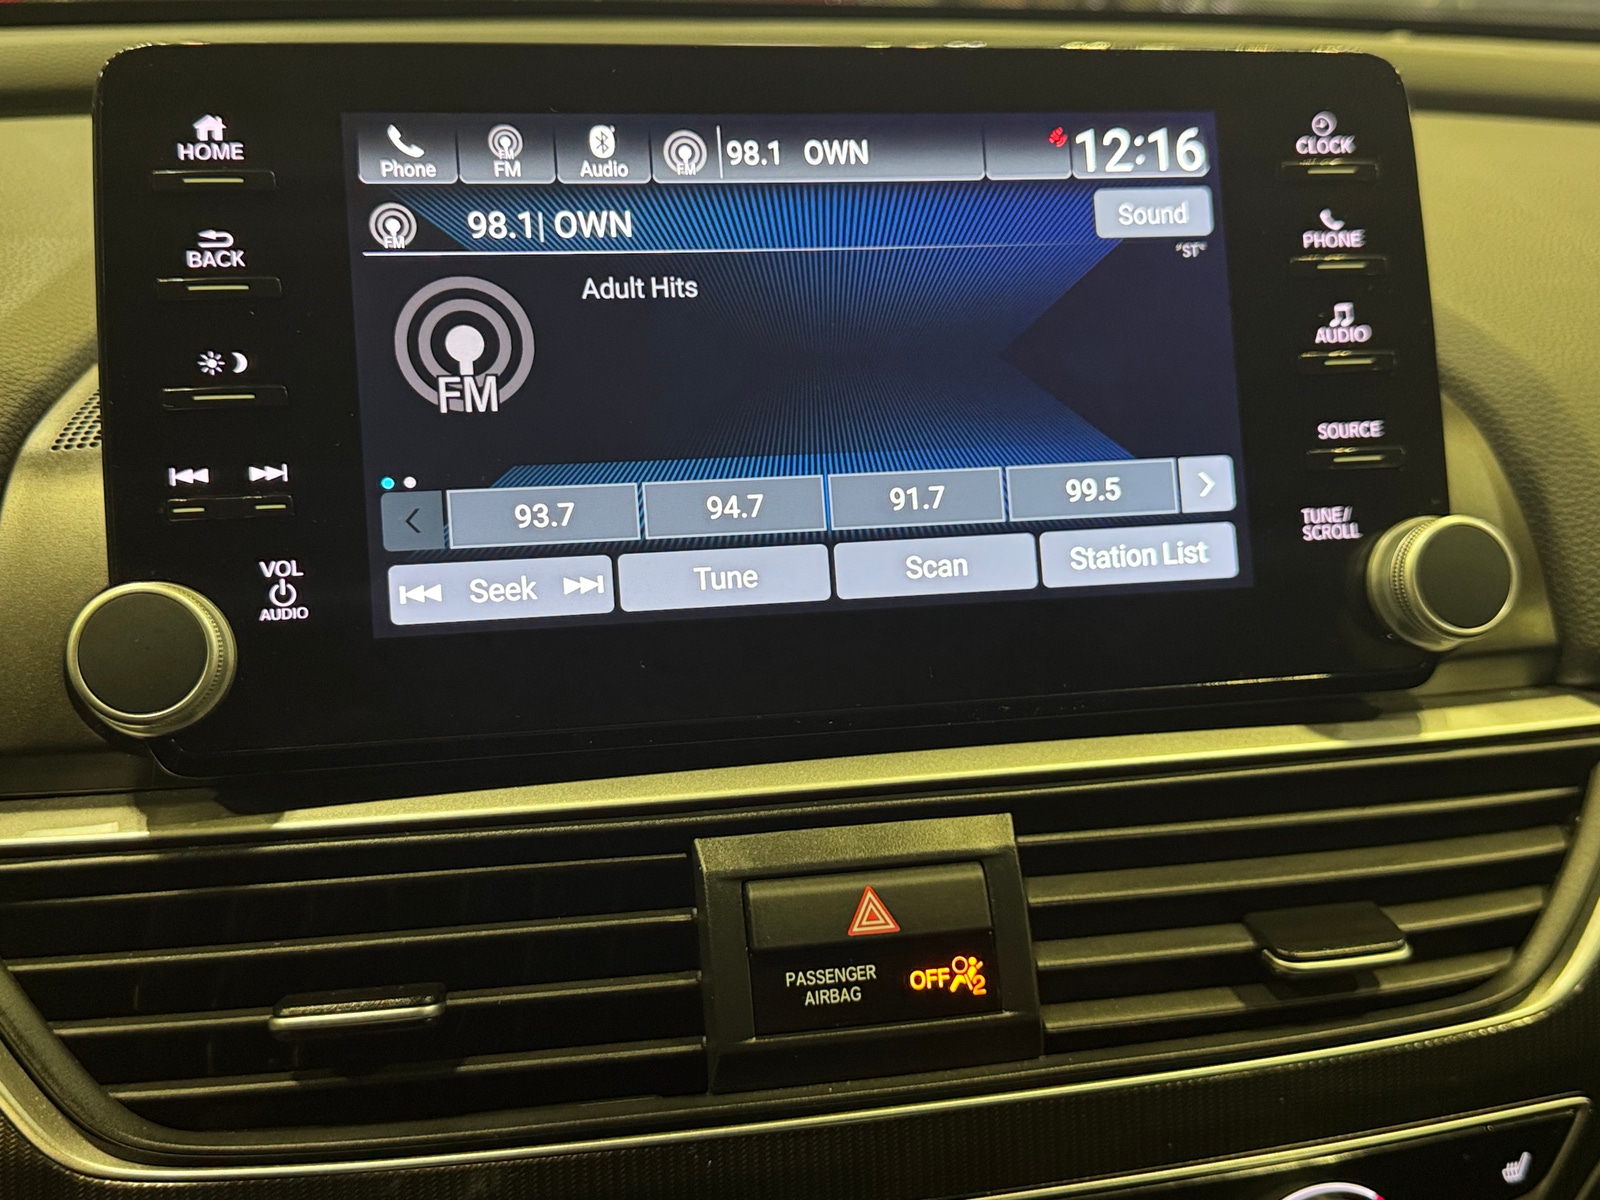 HOME
BACK
VOL
AUDIO
Phone
FM
FM
Audio
FM
98.1 OWN
12:16
FM
98.1| OWN
Sound
"ST"
Adult Hits
FM
93.7
94.7
91.7
99.5
Seek
Tune
Scan
Station List
CLOCK
PHONE
AUDIO
SOURCE
TUNE/
SCROLL
PASSENGER
AIRBAG
OFF
2